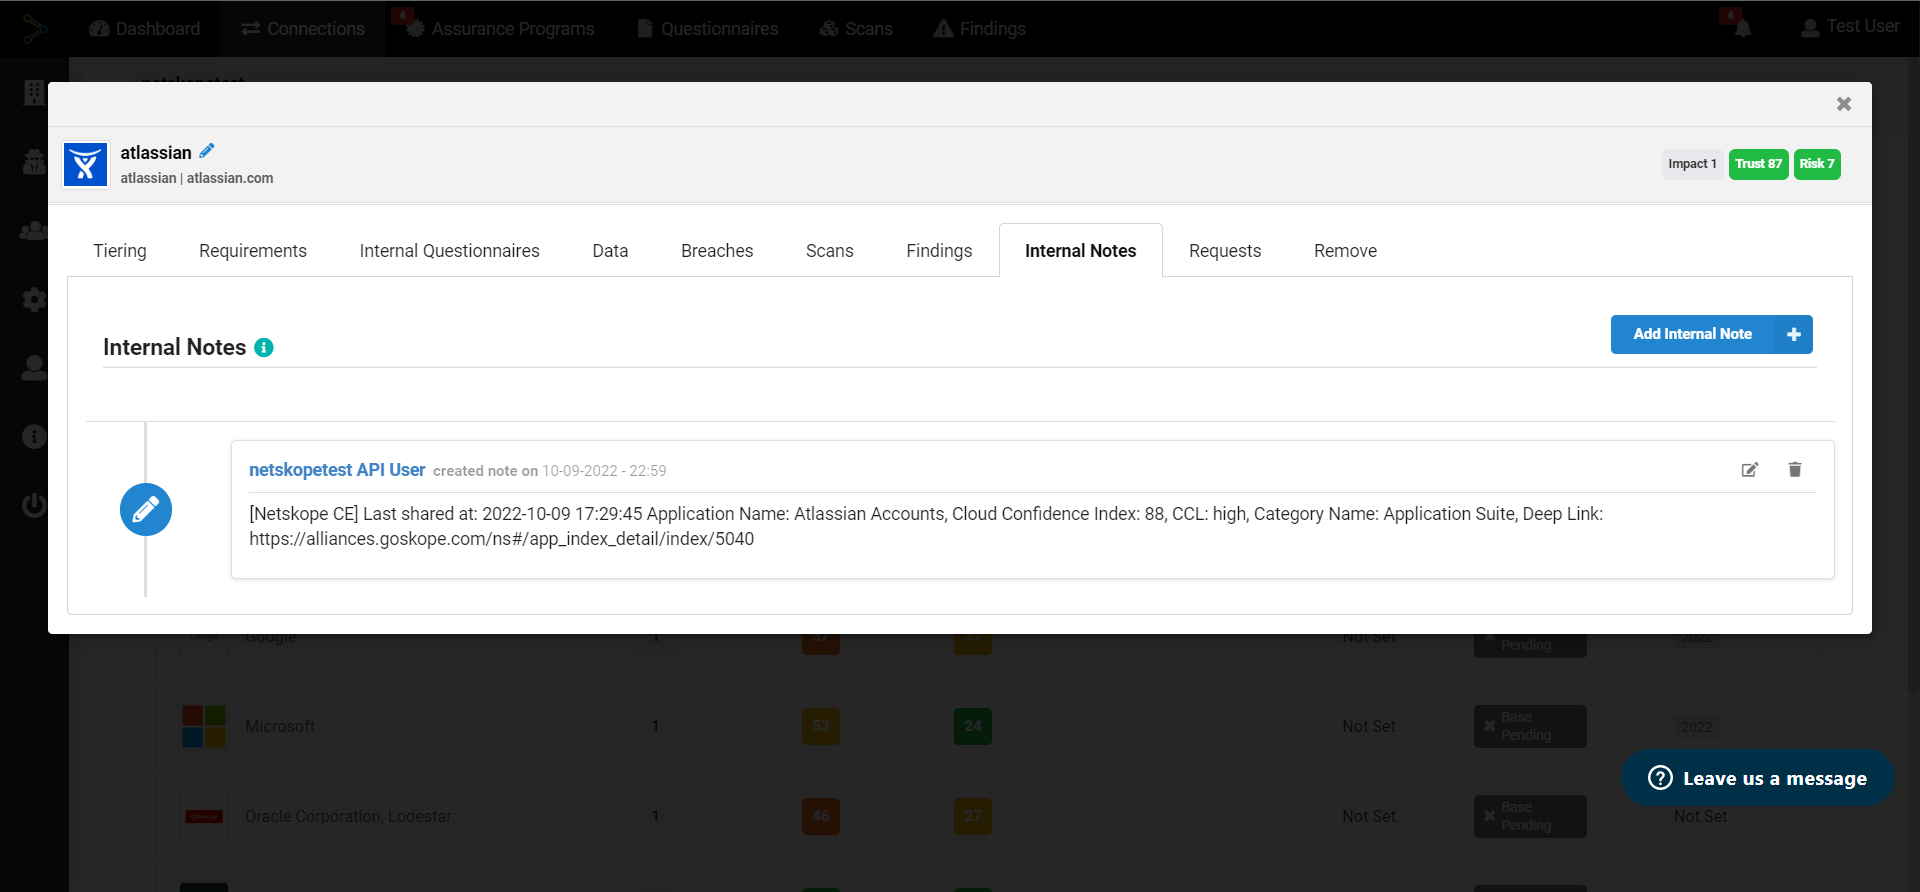 Dashboard
Connections
4
Assurance Programs
Questionnaires
Scans
Findings
4
Test User
netskopetest
atlassian
atlassian | atlassian.com
Impact 1
Trust 87
Risk 7
Tiering
Requirements
Internal Questionnaires
Data
Breaches
Scans
Findings
Internal Notes
Requests
Remove
Internal Notes
Add Internal Note
netskopetest API User created note on 10-09-2022 - 22:59
[Netskope CE] Last shared at: 2022-10-09 17:29:45 Application Name: Atlassian Accounts, Cloud Confidence Index: 88, CCL: high, Category Name: Application Suite, Deep Link:
https://alliances.goskope.com/ns#/app_index_detail/index/5040
Google
1
Not Set
Pending
2022
Microsoft
1
53
24
Not Set
Base
Pending
2022
Leave us a message
Oracle Corporation, Lodestar
1
46
27
Not Set
Base
Pending
Not Set